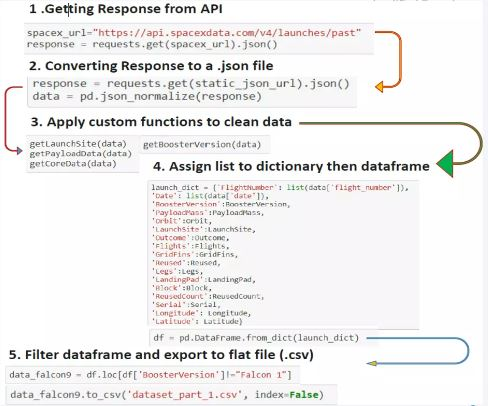 1 .Getting Response from API
spacex_url="https://api.spacexdata.com/v4/launches/past"
response = requests.get(spacex_url).json()
2. Converting Response to a .json file
response = requests.get(static_json_url).json()
data = pd.json_normalize(response)
3. Apply custom functions to clean data
getLaunchSite(data)
getPayloadData(data)
getCoreData(data)
getBoosterVersion(data)
4. Assign list to dictionary then dataframe
launch_dict = {'FlightNumber': list(data['flight_number']),
'Date': list(data['date']),
'BoosterVersion':BoosterVersion,
'PayloadMass':PayloadMass,
'Orbit':Orbit,
'LaunchSite':LaunchSite,
'Outcome':Outcome,
'Flights':Flights,
'GridFins':GridFins,
'Reused':Reused,
'Legs':Legs,
'LandingPad':LandingPad,
'Block':Block,
'ReusedCount':ReusedCount,
'Serial':Serial,
'Longitude': Longitude,
'Latitude': Latitude}
df = pd.DataFrame.from_dict(launch_dict)
5. Filter dataframe and export to flat file (.csv)
data_falcon9 = df.loc[df['BoosterVersion']!="Falcon 1"]
data_falcon9.to_csv('dataset_part_1.csv', index=False)